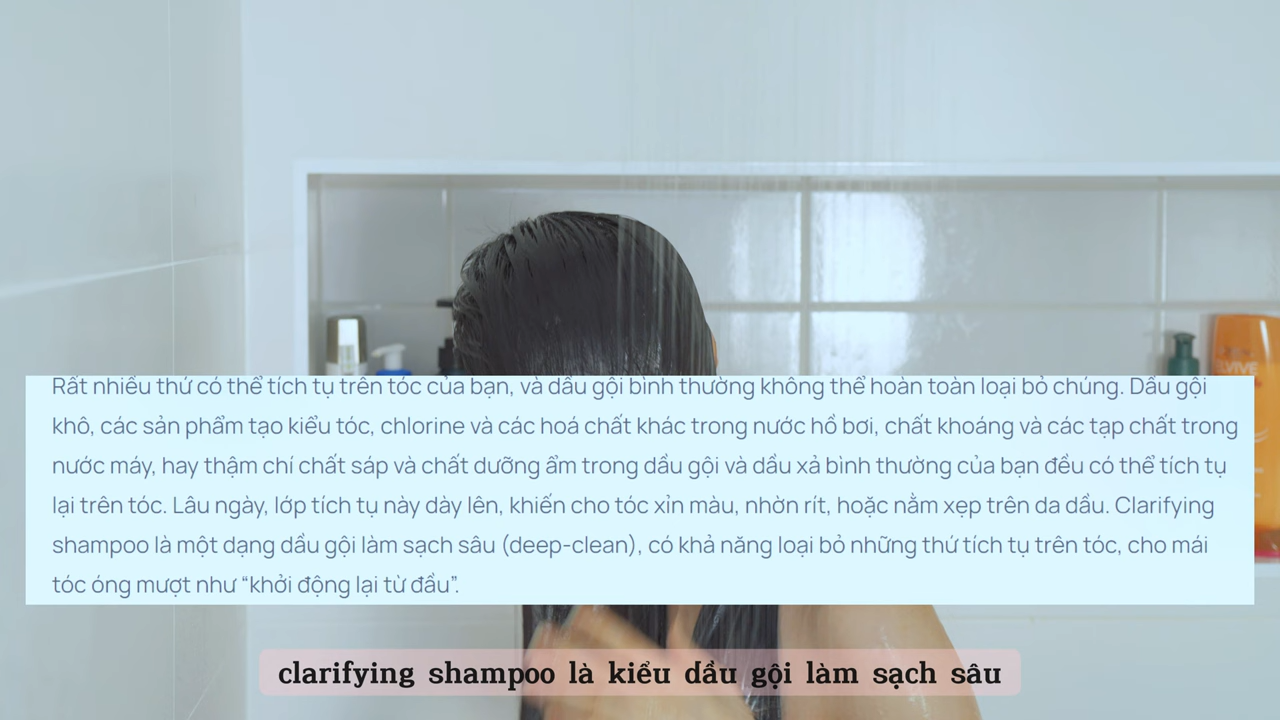 Rất nhiều thứ có thể tích tụ trên tóc của bạn, và dầu gội bình thường không thể hoàn toàn loại bỏ chúng. Dầu gội
khô, các sản phẩm tạo kiểu tóc, chlorine và các hoá chất khác trong nước hồ bơi, chất khoáng và các tạp chất trong
nước máy, hay thậm chí chất sáp và chất dưỡng ẩm trong dầu gội và dầu xả bình thường của bạn đều có thể tích tụ
lại trên tóc. Lâu ngày, lớp tích tụ này dày lên, khiến cho tóc xỉn màu, nhờn rít, hoặc nằm xẹp trên da dầu. Clarifying
shampoo là một dạng dầu gội làm sạch sâu (deep-clean), có khả năng loại bỏ những thứ tích tụ trên tóc, cho mái
tóc óng mượt như “khởi động lại từ đầu”.
clarifying shampoo là kiểu dầu gội làm sạch sâu